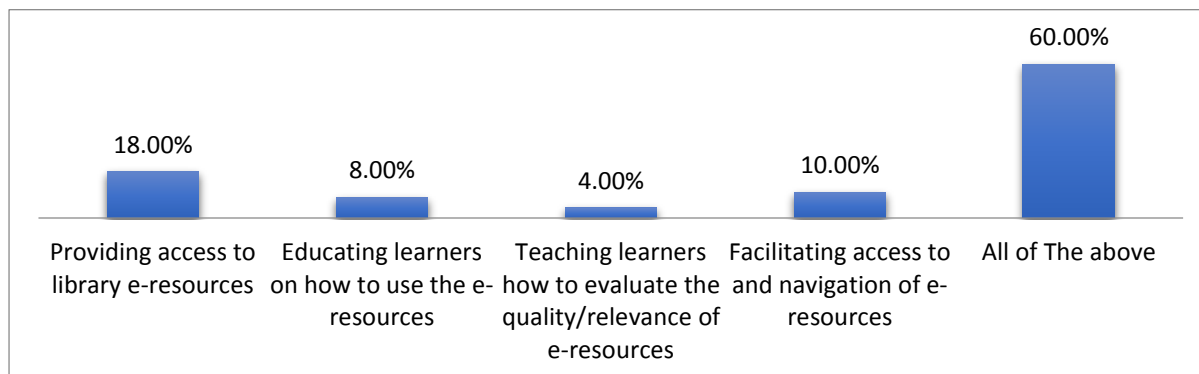 60.00%
18.00%
8.00%
4.00%
10.00%
Providing access to
library e-resources
Educating learners
on how to use the e-
resources
Teaching learners
how to evaluate the
quality/relevance of
e-resources
Facilitating access to
and navigation of e-
resources
All of The above